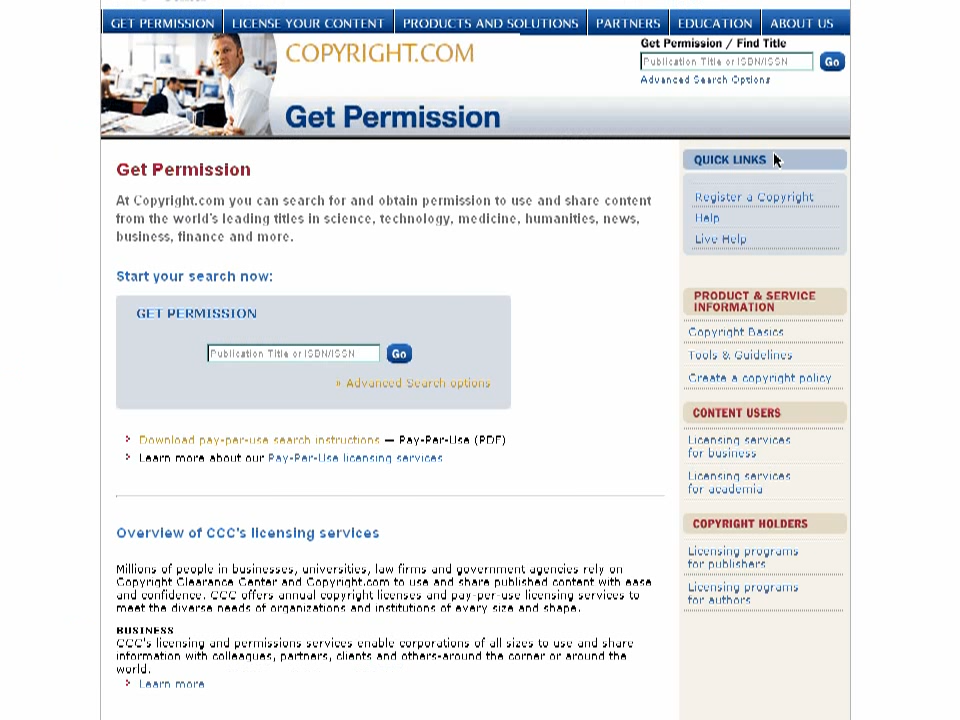 GET PERMISSION LICENSE YOUR CONTENT PRODUCTS AND SOLUTIONS PARTNERS EDUCATION ABOUT US
COPYRIGHT.COM
Get Permission / Find Title
Publication Title or ISBN/ISSN Go
Advanced Search Options
Get Permission
Get Permission
At Copyright.com you can search for and obtain permission to use and share content
from the world's leading titles in science, technology, medicine, humanities, news,
business, finance and more.
Start your search now:
GET PERMISSION
Publication Title or ISBN/ISSN Go
» Advanced Search options
Download pay-per-use search instructions — Pay-Per-Use (PDF)
Learn more about our Pay-Per-Use licensing services
Overview of CCC's licensing services
Millions of people in businesses, universities, law firms and government agencies rely on
Copyright Clearance Center and Copyright.com to use and share published content with ease
and confidence. CCC offers annual copyright licenses and pay-per-use licensing services to
meet the diverse needs of organizations and institutions of every size and shape.
BUSINESS
CCC's licensing and permissions services enable corporations of all sizes to use and share
information with colleagues, partners, clients and others-around the corner or around the
world.
Learn more
QUICK LINKS
Register a Copyright
Help
Live Help
PRODUCT & SERVICE
INFORMATION
Copyright Basics
Tools & Guidelines
Create a copyright policy
CONTENT USERS
Licensing services
for business
Licensing services
for academia
COPYRIGHT HOLDERS
Licensing programs
for publishers
Licensing programs
for authors